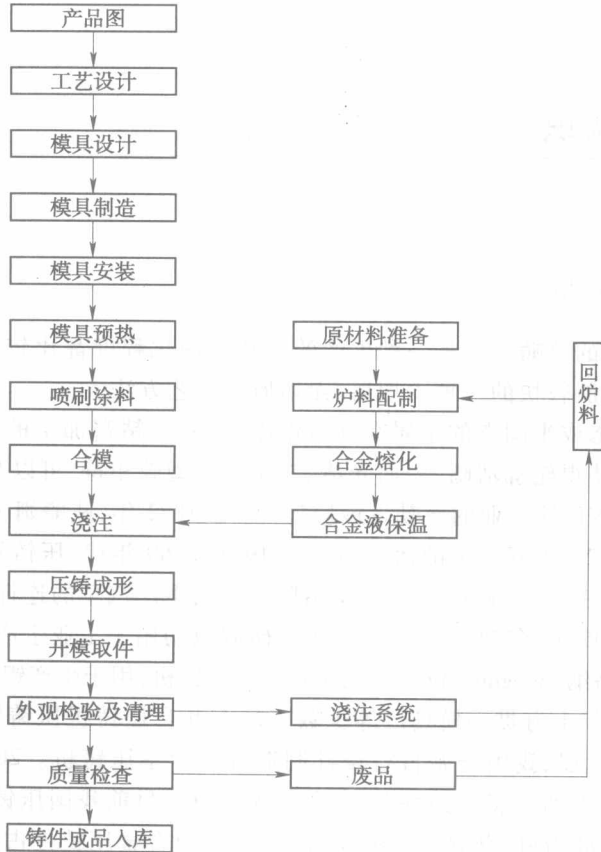 产品图
工艺设计
模具设计
模具制造
模具安装
模具预热
喷刷涂料
合模
浇注
压铸成形
开模取件
外观检验及清理
质量检查
铸件成品入库
原材料准备
炉料配制
合金熔化
合金液保温
浇注系统
废品
回炉料